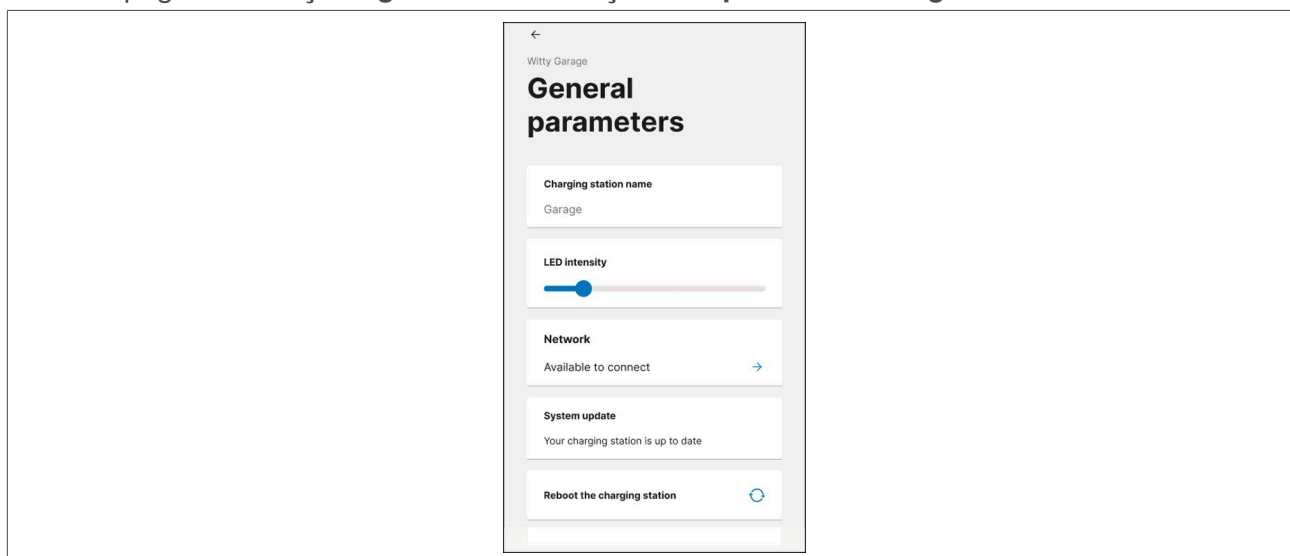 ←
Witty Garage
General
parameters
Charging station name
Garage
LED intensity
Network
Available to connect →
System update
Your charging station is up to date
Reboot the charging station